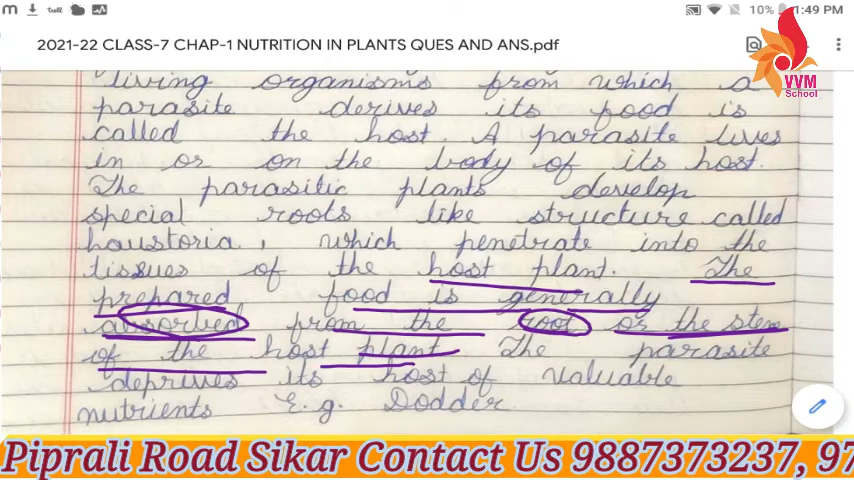 10% 1:49 PM
2021-22 CLASS-7 CHAP-1 NUTRITION IN PLANTS QUES AND ANS.pdf
VVM
School
living organisms from which a
parasite derives its food is
called the host. A parasite lives
in or on the body of its host.
The parasitic plants develop
special roots like structure called
haustoria, which penetrate into the
tissues of the host plant. The
prepared food is generally
absorbed from the root or the stem
of the host plant The parasite
deprives its host of valuable
nutrients E.g. Dodder
Piprali Road Sikar Contact Us 9887373237, 97